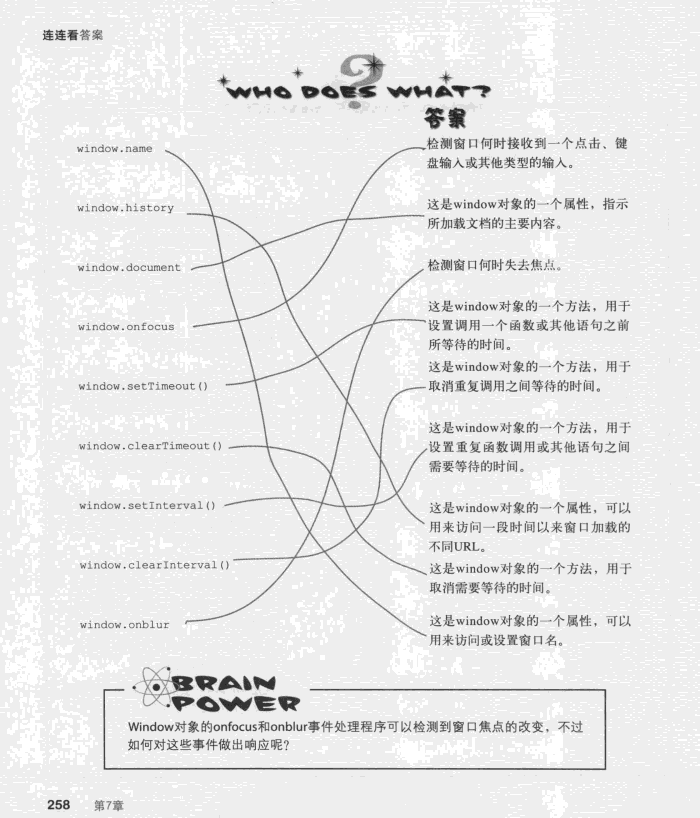 连连看答案
WHO DOES WHAT?
答案
window.name
window.history
window.document
window.onfocus
window.setTimeout()
window.clearTimeout()
window.setInterval()
window.clearInterval()
window.onblur
检测窗口何时接收到一个点击、键
盘输入或其他类型的输入。
这是window对象的一个属性，指示
所加载文档的主要内容。
检测窗口何时失去焦点。
这是window对象的一个方法，用于
设置调用一个函数或其他语句之前
所等待的时间。
这是window对象的一个方法，用于
取消重复调用之间等待的时间。
这是window对象的一个方法，用于
设置重复函数调用或其他语句之间
需要等待的时间。
这是window对象的一个属性，可以
用来访问一段时间以来窗口加载的
不同URL。
这是window对象的一个方法，用于
取消需要等待的时间。
这是window对象的一个属性，可以
用来访问或设置窗口名。
BRAIN
POWER
Window对象的onfocus和onblur事件处理程序可以检测到窗口焦点的改变，不过
如何对这些事件做出响应呢？
258 第7章